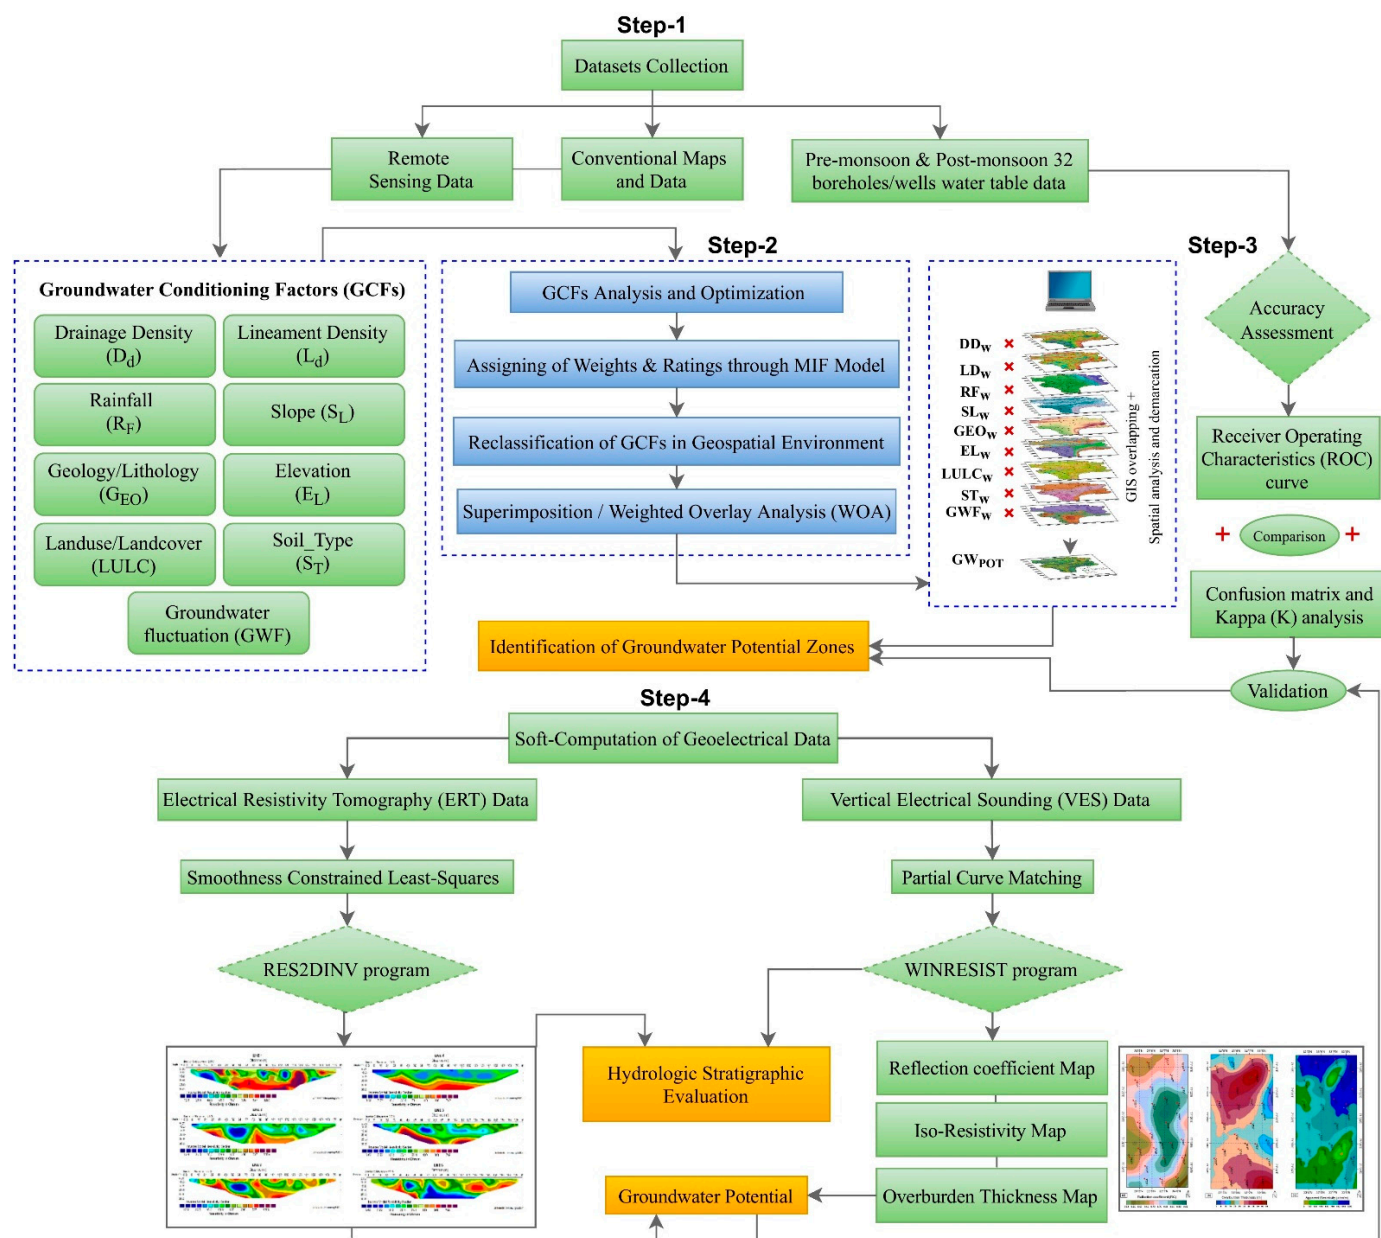 Step-1
Datasets Collection
Remote
Sensing Data
Conventional Maps
and Data
Pre-monsoon & Post-monsoon 32
boreholes/wells water table data
Step-2
Step-3
Groundwater Conditioning Factors (GCFs)
Drainage Density
(Dd)
Lineament Density
(Ld)
Rainfall
(RF)
Slope (SL)
Geology/Lithology
(GEO)
Elevation
(EL)
Landuse/Landcover
(LULC)
Soil_Type
(ST)
Groundwater
fluctuation (GWF)
GCFs Analysis and Optimization
Assigning of Weights & Ratings through MIF Model
Reclassification of GCFs in Geospatial Environment
Superimposition / Weighted Overlay Analysis (WOA)
DDW
LDW
RFW
SLW
GEOW
ELW
LULCW
STW
GWFW
GWPOT
GIS overlapping +
Spatial analysis and demarcation
Accuracy
Assessment
Receiver Operating
Characteristics (ROC)
curve
+ Comparison +
Confusion matrix and
Kappa (K) analysis
Validation
Identification of Groundwater Potential Zones
Step-4
Soft-Computation of Geoelectrical Data
Electrical Resistivity Tomography (ERT) Data
Vertical Electrical Sounding (VES) Data
Smoothness Constrained Least-Squares
Partial Curve Matching
RES2DINV program
WINRESIST program
Hydrologic Stratigraphic
Evaluation
Reflection coefficient Map
Iso-Resistivity Map
Overburden Thickness Map
Groundwater Potential